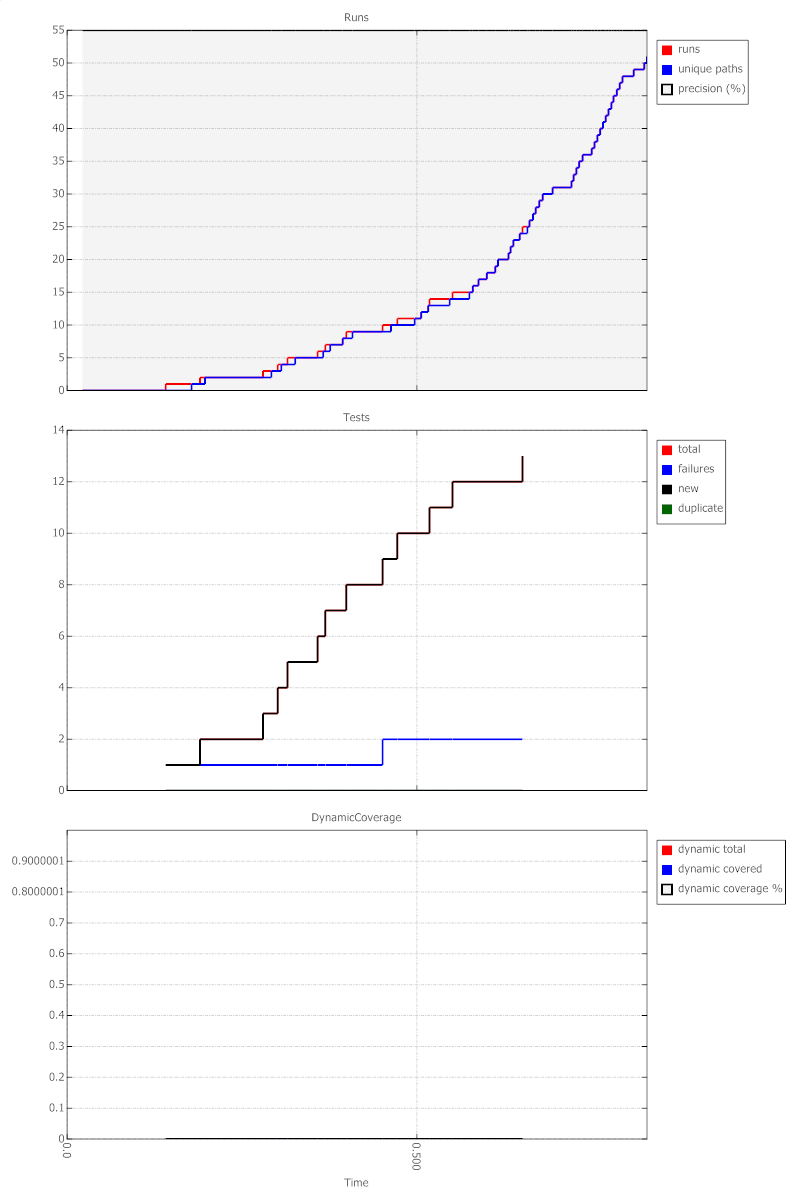 Runs
55
50
45
40
35
30
25
20
15
10
5
0
runs
unique paths
precision (%)
Tests
14
12
10
8
6
4
2
0
total
failures
new
duplicate
DynamicCoverage
0.9000001
0.8000001
0.7
0.6
0.5
0.4
0.3
0.2
0.1
0
dynamic total
dynamic covered
dynamic coverage %
0.0
0.500
Time